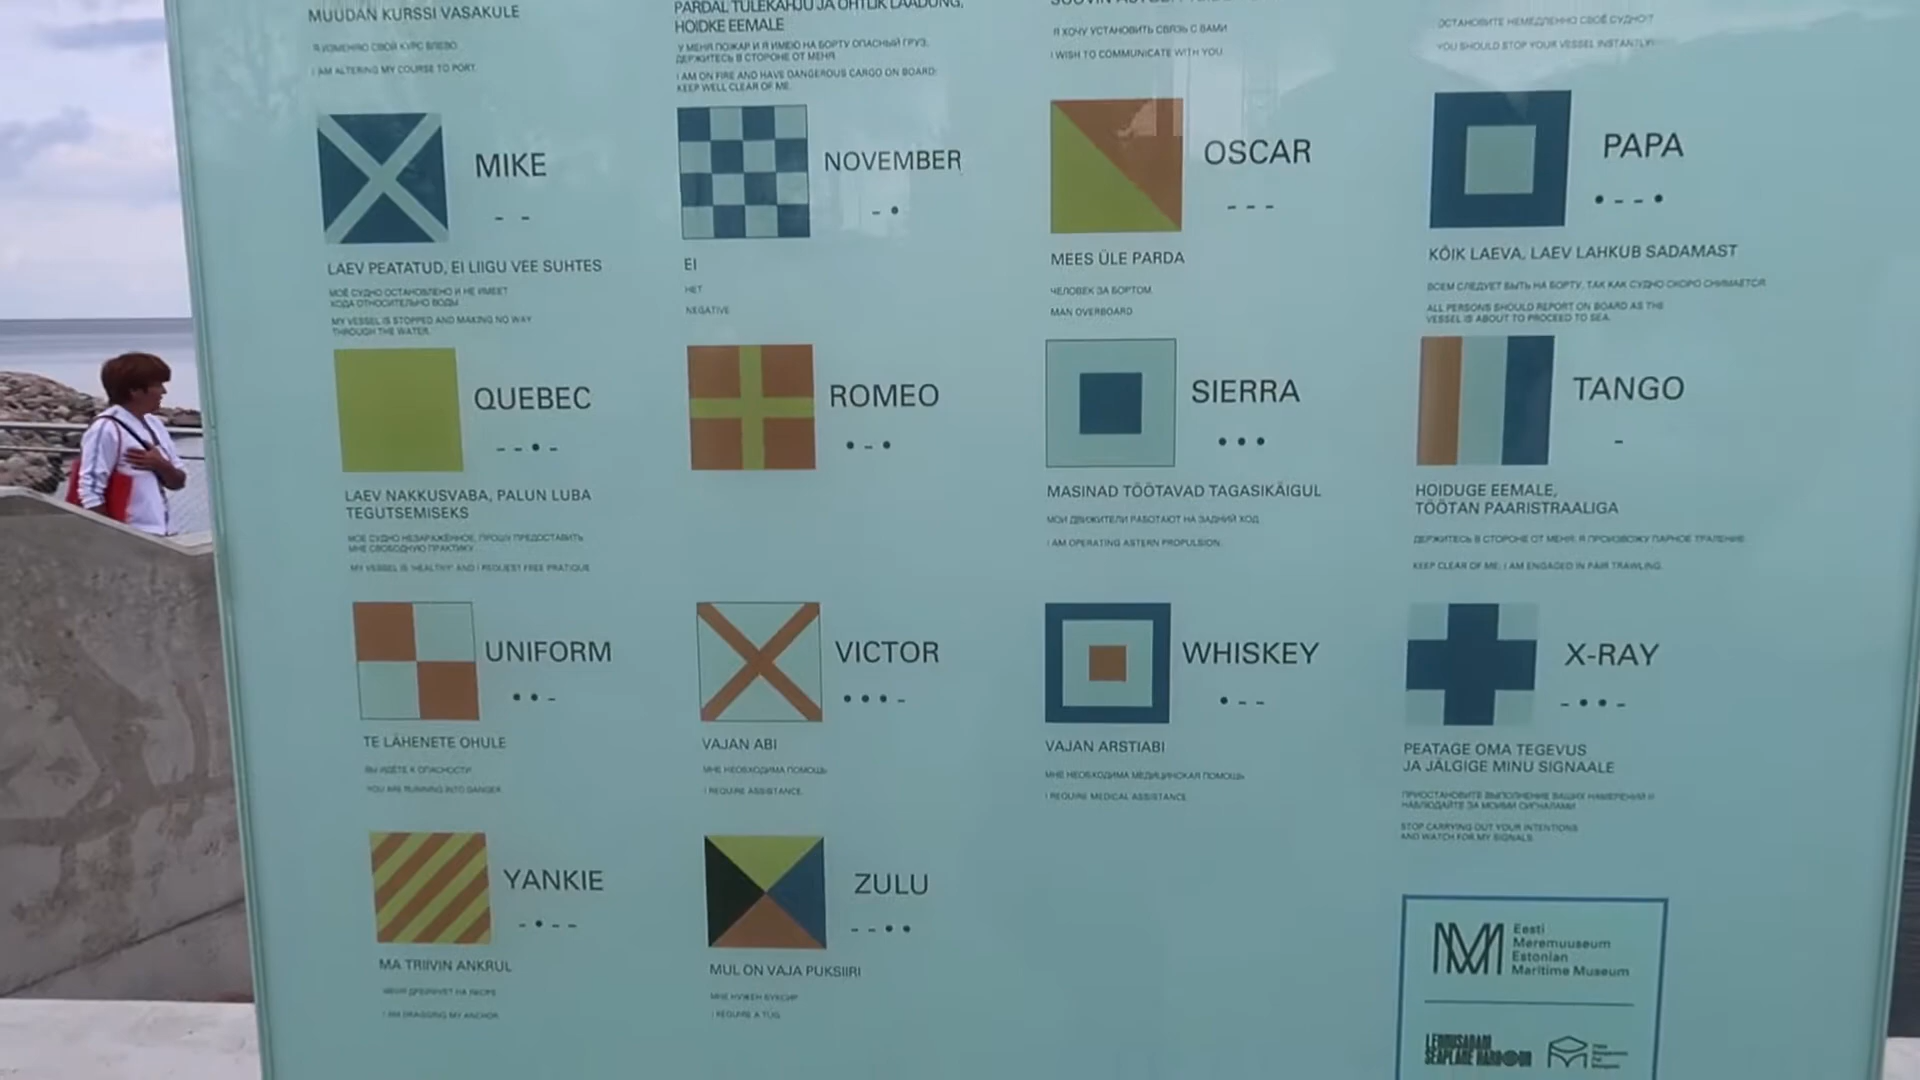 MUUDAN KURSSI VASAKULE
Я ИЗМЕНЯЮ СВОЙ КУРС ВЛЕВО.
I AM ALTERING MY COURSE TO PORT.
PARDAL TULEKAHJU JA OHTLIK LAADUNG,
HOIDKE EEMALE
У МЕНЯ ПОЖАР И Я ИМЕЮ НА БОРТУ ОПАСНЫЙ ГРУЗ,
ДЕРЖИТЕСЬ В СТОРОНЕ ОТ МЕНЯ.
I AM ON FIRE AND HAVE DANGEROUS CARGO ON BOARD:
KEEP WELL CLEAR OF ME.
Я ХОЧУ УСТАНОВИТЬ СВЯЗЬ С ВАМИ
I WISH TO COMMUNICATE WITH YOU
ОСТАНОВИТЕ НЕМЕДЛЕННО СВОЁ СУДНО!
YOU SHOULD STOP YOUR VESSEL INSTANTLY!
MIKE
- -
LAEV PEATATUD, EI LIIGU VEE SUHTES
МОЁ СУДНО ОСТАНОВЛЕНО И НЕ ИМЕЕТ
ХОДА ОТНОСИТЕЛЬНО ВОДЫ
MY VESSEL IS STOPPED AND MAKING NO WAY
THROUGH THE WATER.
NOVEMBER
- •
EI
НЕТ
NEGATIVE
OSCAR
- - -
MEES ÜLE PARDA
ЧЕЛОВЕК ЗА БОРТОМ.
MAN OVERBOARD
PAPA
• - - •
KÕIK LAEVA, LAEV LAHKUB SADAMAST
ВСЕМ СЛЕДУЕТ БЫТЬ НА БОРТУ, ТАК КАК СУДНО СКОРО СНИМАЕТСЯ
ALL PERSONS SHOULD REPORT ON BOARD AS THE
VESSEL IS ABOUT TO PROCEED TO SEA.
QUEBEC
- - • -
LAEV NAKKUSVABA, PALUN LUBA
TEGUTSEMISEKS
МОЁ СУДНО НЕЗАРАЖЁННОЕ, ПРОШУ ПРЕДОСТАВИТЬ
МНЕ СВОБОДНУЮ ПРАКТИКУ.
MY VESSEL IS 'HEALTHY' AND I REQUEST FREE PRATIQUE
ROMEO
• - •
SIERRA
• • •
MASINAD TÖÖTAVAD TAGASIKÄIGUL
МОИ ДВИЖИТЕЛИ РАБОТАЮТ НА ЗАДНИЙ ХОД
I AM OPERATING ASTERN PROPULSION.
TANGO
-
HOIDUGE EEMALE,
TÖÖTAN PAARISTRAALIGA
ДЕРЖИТЕСЬ В СТОРОНЕ ОТ МЕНЯ: Я ПРОИЗВОЖУ ПАРНОЕ ТРАЛЕНИЕ
KEEP CLEAR OF ME; I AM ENGAGED IN PAIR TRAWLING.
UNIFORM
• • -
TE LÄHENETE OHULE
ВЫ ИДЁТЕ К ОПАСНОСТИ.
YOU ARE RUNNING INTO DANGER
VICTOR
• • • -
VAJAN ABI
МНЕ НЕОБХОДИМА ПОМОЩЬ
I REQUIRE ASSISTANCE.
WHISKEY
• - -
VAJAN ARSTIABI
МНЕ НЕОБХОДИМА МЕДИЦИНСКАЯ ПОМОЩЬ
I REQUIRE MEDICAL ASSISTANCE
X-RAY
- • • -
PEATAGE OMA TEGEVUS
JA JÄLGIGE MINU SIGNAALE
ПРИОСТАНОВИТЕ ВЫПОЛНЕНИЕ ВАШИХ НАМЕРЕНИЙ И
НАБЛЮДАЙТЕ ЗА МОИМИ СИГНАЛАМИ
STOP CARRYING OUT YOUR INTENTIONS
AND WATCH FOR MY SIGNALS.
YANKIE
- • - -
MA TRIIVIN ANKRUL
МЕНЯ ДРЕЙФУЕТ НА ЯКОРЕ
I AM DRAGGING MY ANCHOR
ZULU
- - • •
MUL ON VAJA PUKSIIRI
МНЕ НУЖЕН БУКСИР
I REQUIRE A TUG.
Eesti
Meremuuseum
Estonian
Maritime Museum
LENNUSADAM
SEAPLANE HARBOUR